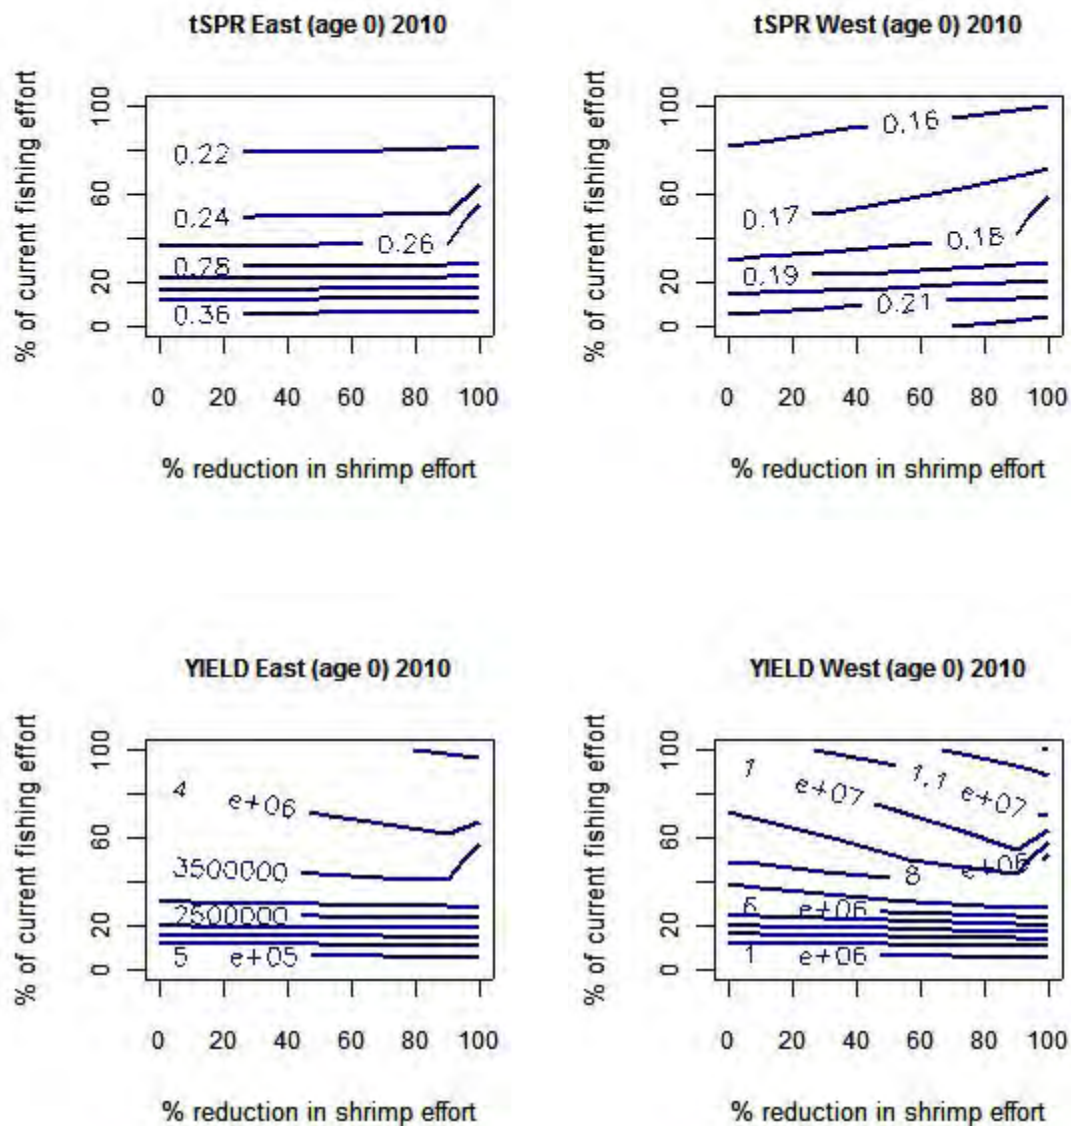 tSPR East (age 0) 2010
% of current fishing effort
0 20 60 100
0.22
0.24
0.26
0.28
0.36
0 20 40 60 80 100
% reduction in shrimp effort
tSPR West (age 0) 2010
% of current fishing effort
0 20 60 100
0.16
0.17
0.18
0.19
0.21
0 20 40 60 80 100
% reduction in shrimp effort
YIELD East (age 0) 2010
% of current fishing effort
0 20 60 100
4 e+06
3500000
2500000
5 e+05
0 20 40 60 80 100
% reduction in shrimp effort
YIELD West (age 0) 2010
% of current fishing effort
0 20 60 100
1 e+07
1.1 e+07
8 e+06
6 e+06
1 e+06
0 20 40 60 80 100
% reduction in shrimp effort